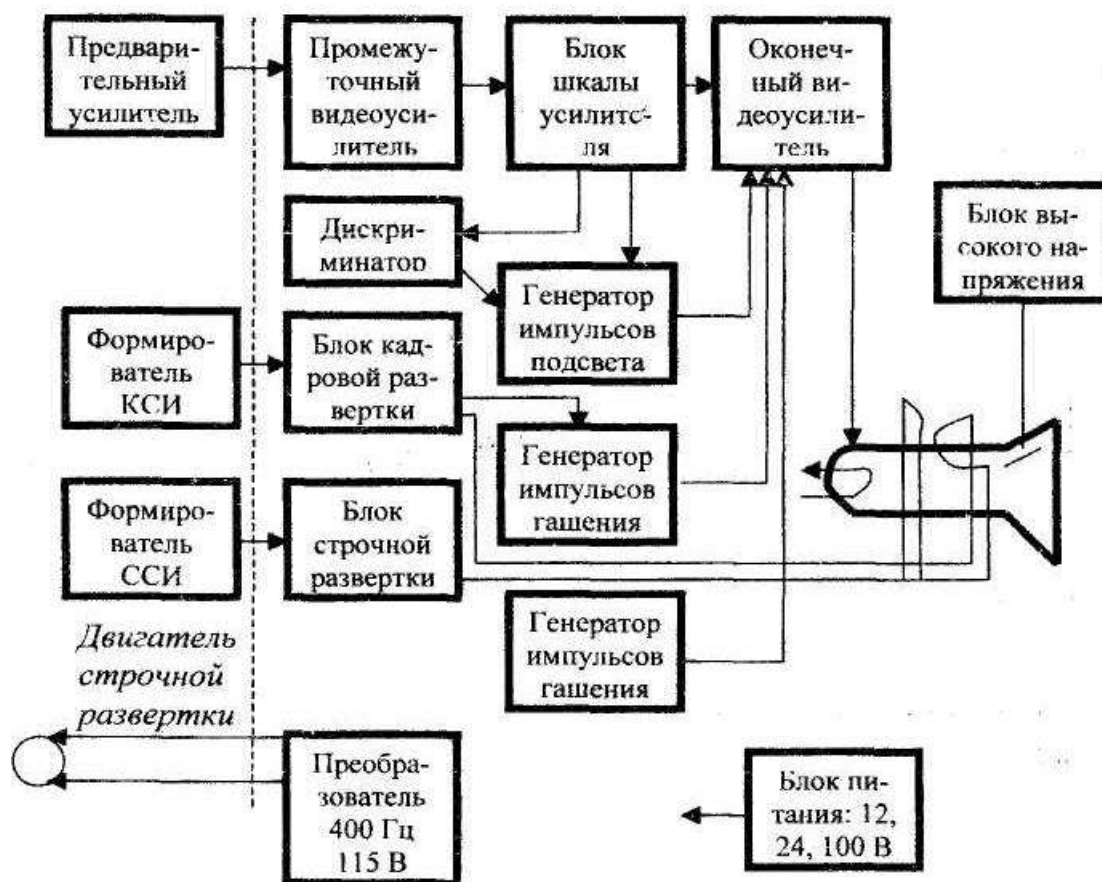 Предвари-
тельный
усилитель
Промежу-
точный
видеоуси-
литель
Блок
шкалы
усилите-
ля
Оконеч-
ный ви-
деоусили-
тель
Блок вы-
сокого на-
пряжения
Дискри-
минатор
Генератор
импульсов
подсвета
Формиро-
ватель
КСИ
Блок кад-
ровой раз-
вертки
Генератор
импульсов
гашения
Формиро-
ватель
ССИ
Блок
строчной
развертки
Генератор
импульсов
гашения
Двигатель
строчной
развертки
Преобра-
зователь
400 Гц
115 В
Блок пи-
тания: 12,
24, 100 В